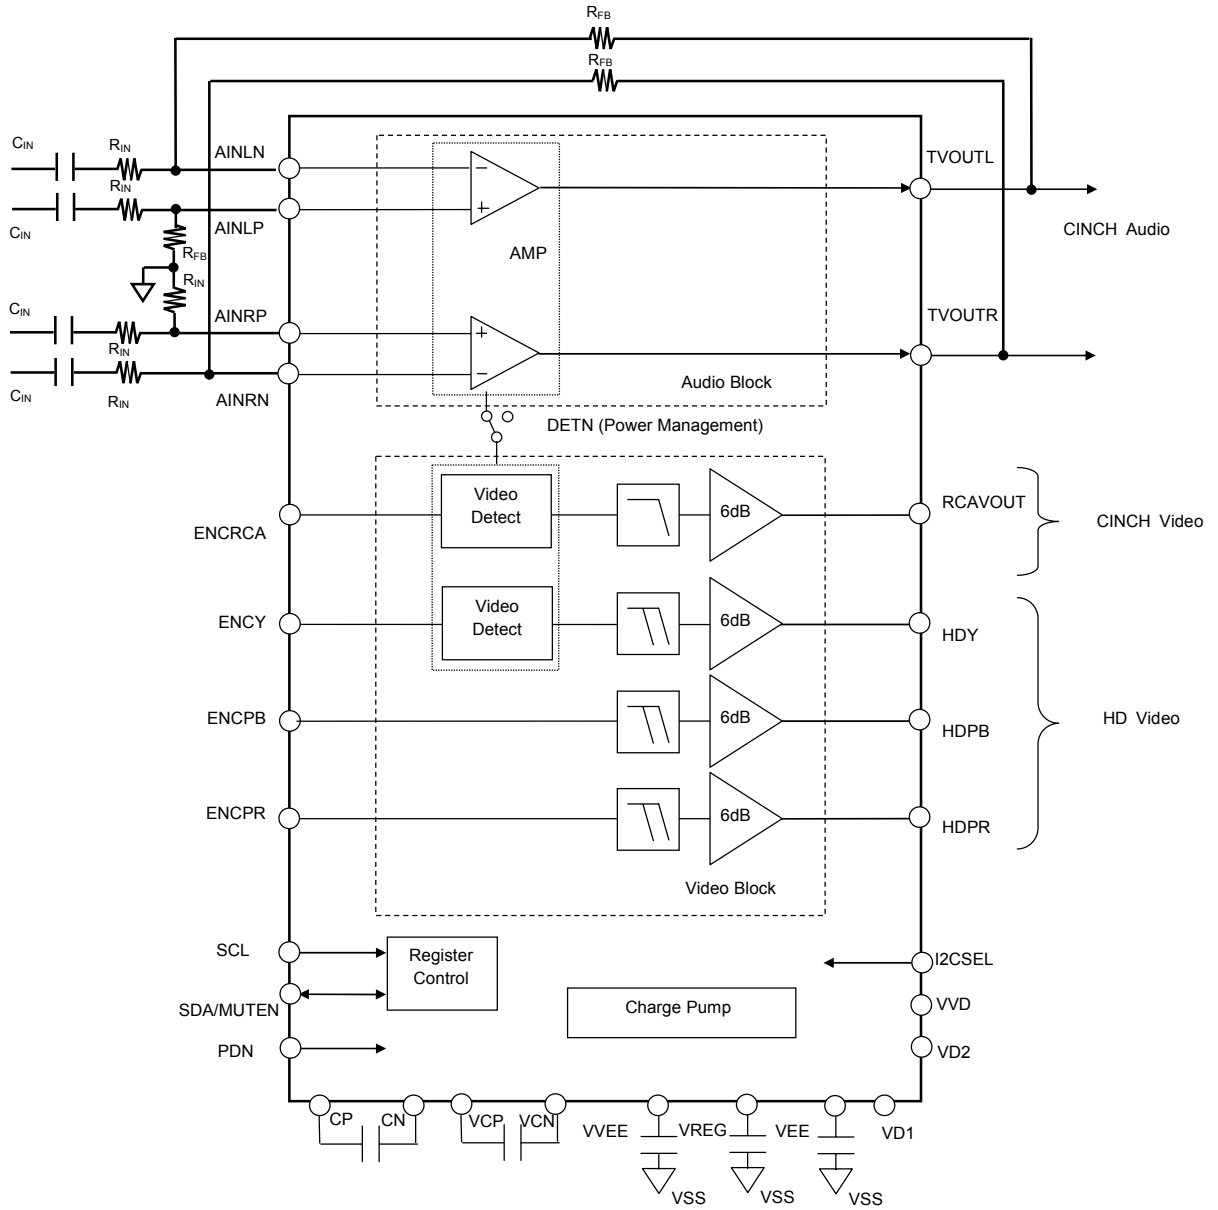 RFB
RFB
CIN
RIN
AINLN
TVOUTL
RIN
CIN
AINLP
CINCH Audio
RFB
AMP
RIN
CIN
AINRP
TVOUTR
RIN
CIN
RIN
AINRN
Audio Block
DETN (Power Management)
Video
Detect
6dB
RCAVOUT
ENCRCA
CINCH Video
Video
Detect
6dB
ENCY
HDY
ENCPB
6dB
HDPB
HD Video
ENCPR
6dB
HDPR
Video Block
SCL
Register
Control
I2CSEL
SDA/MUTEN
Charge Pump
VVD
PDN
VD2
CP
CN
VCP
VCN
VVEE
VREG
VEE
VD1
VSS
VSS
VSS